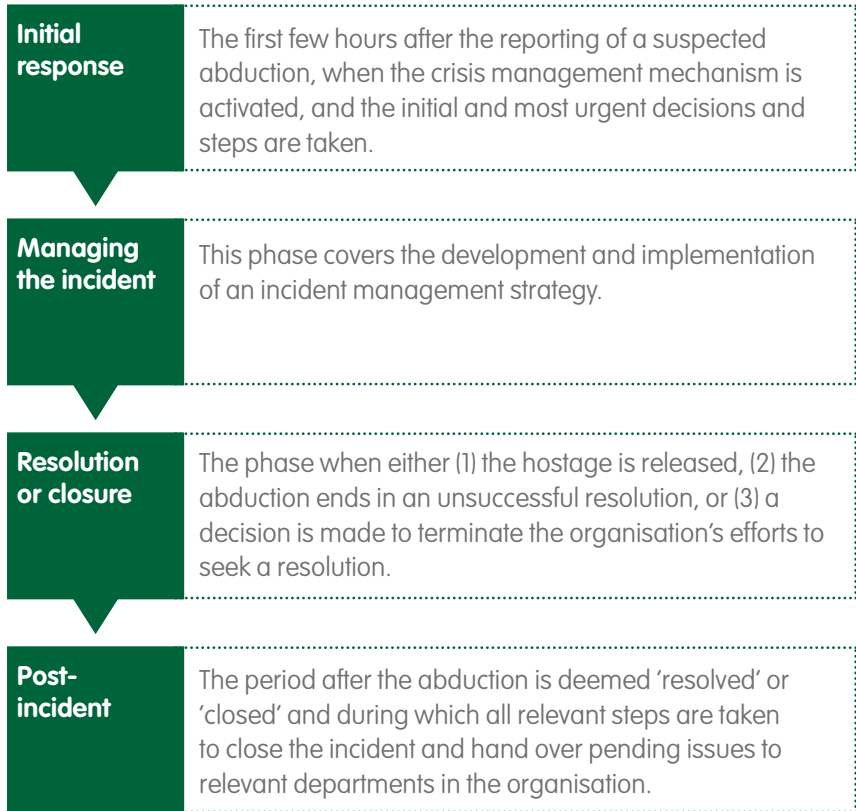 Initial
response
The first few hours after the reporting of a suspected
abduction, when the crisis management mechanism is
activated, and the initial and most urgent decisions and
steps are taken.
Managing
the incident
This phase covers the development and implementation
of an incident management strategy.
Resolution
or closure
The phase when either (1) the hostage is released, (2) the
abduction ends in an unsuccessful resolution, or (3) a
decision is made to terminate the organisation’s efforts to
seek a resolution.
Post-
incident
The period after the abduction is deemed ‘resolved’ or
‘closed’ and during which all relevant steps are taken
to close the incident and hand over pending issues to
relevant departments in the organisation.